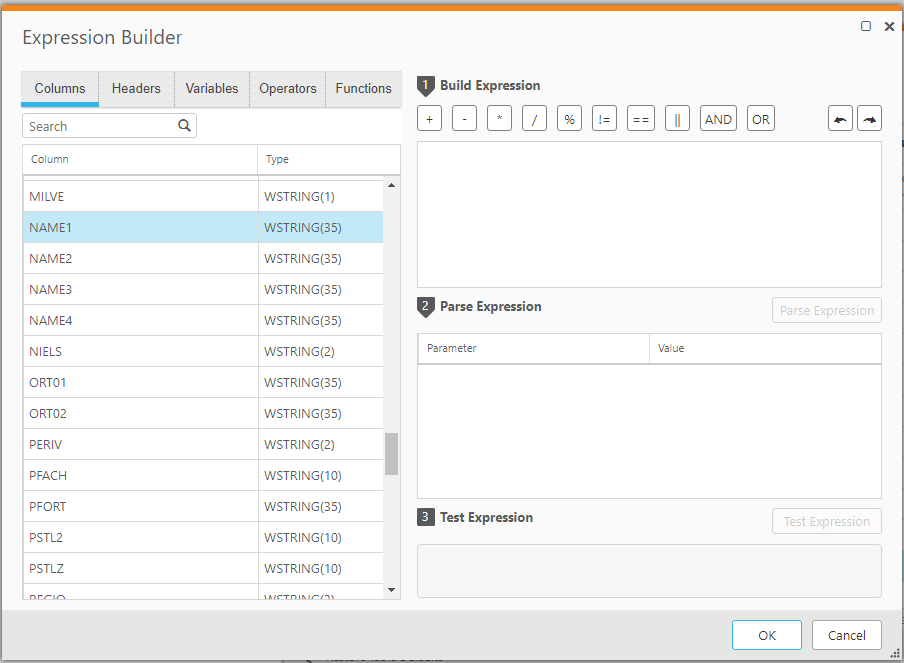 Expression Builder
Columns Headers Variables Operators Functions
Search
Column Type
MILVE WSTRING(1)
NAME1 WSTRING(35)
NAME2 WSTRING(35)
NAME3 WSTRING(35)
NAME4 WSTRING(35)
NIELS WSTRING(2)
ORT01 WSTRING(35)
ORT02 WSTRING(35)
PERIV WSTRING(2)
PFACH WSTRING(10)
PFORT WSTRING(35)
PSTL2 WSTRING(10)
PSTLZ WSTRING(10)
REGIO WSTRING(3)
1 Build Expression
+ - * / % != == || AND OR
2 Parse Expression Parse Expression
Parameter Value
3 Test Expression Test Expression
OK Cancel